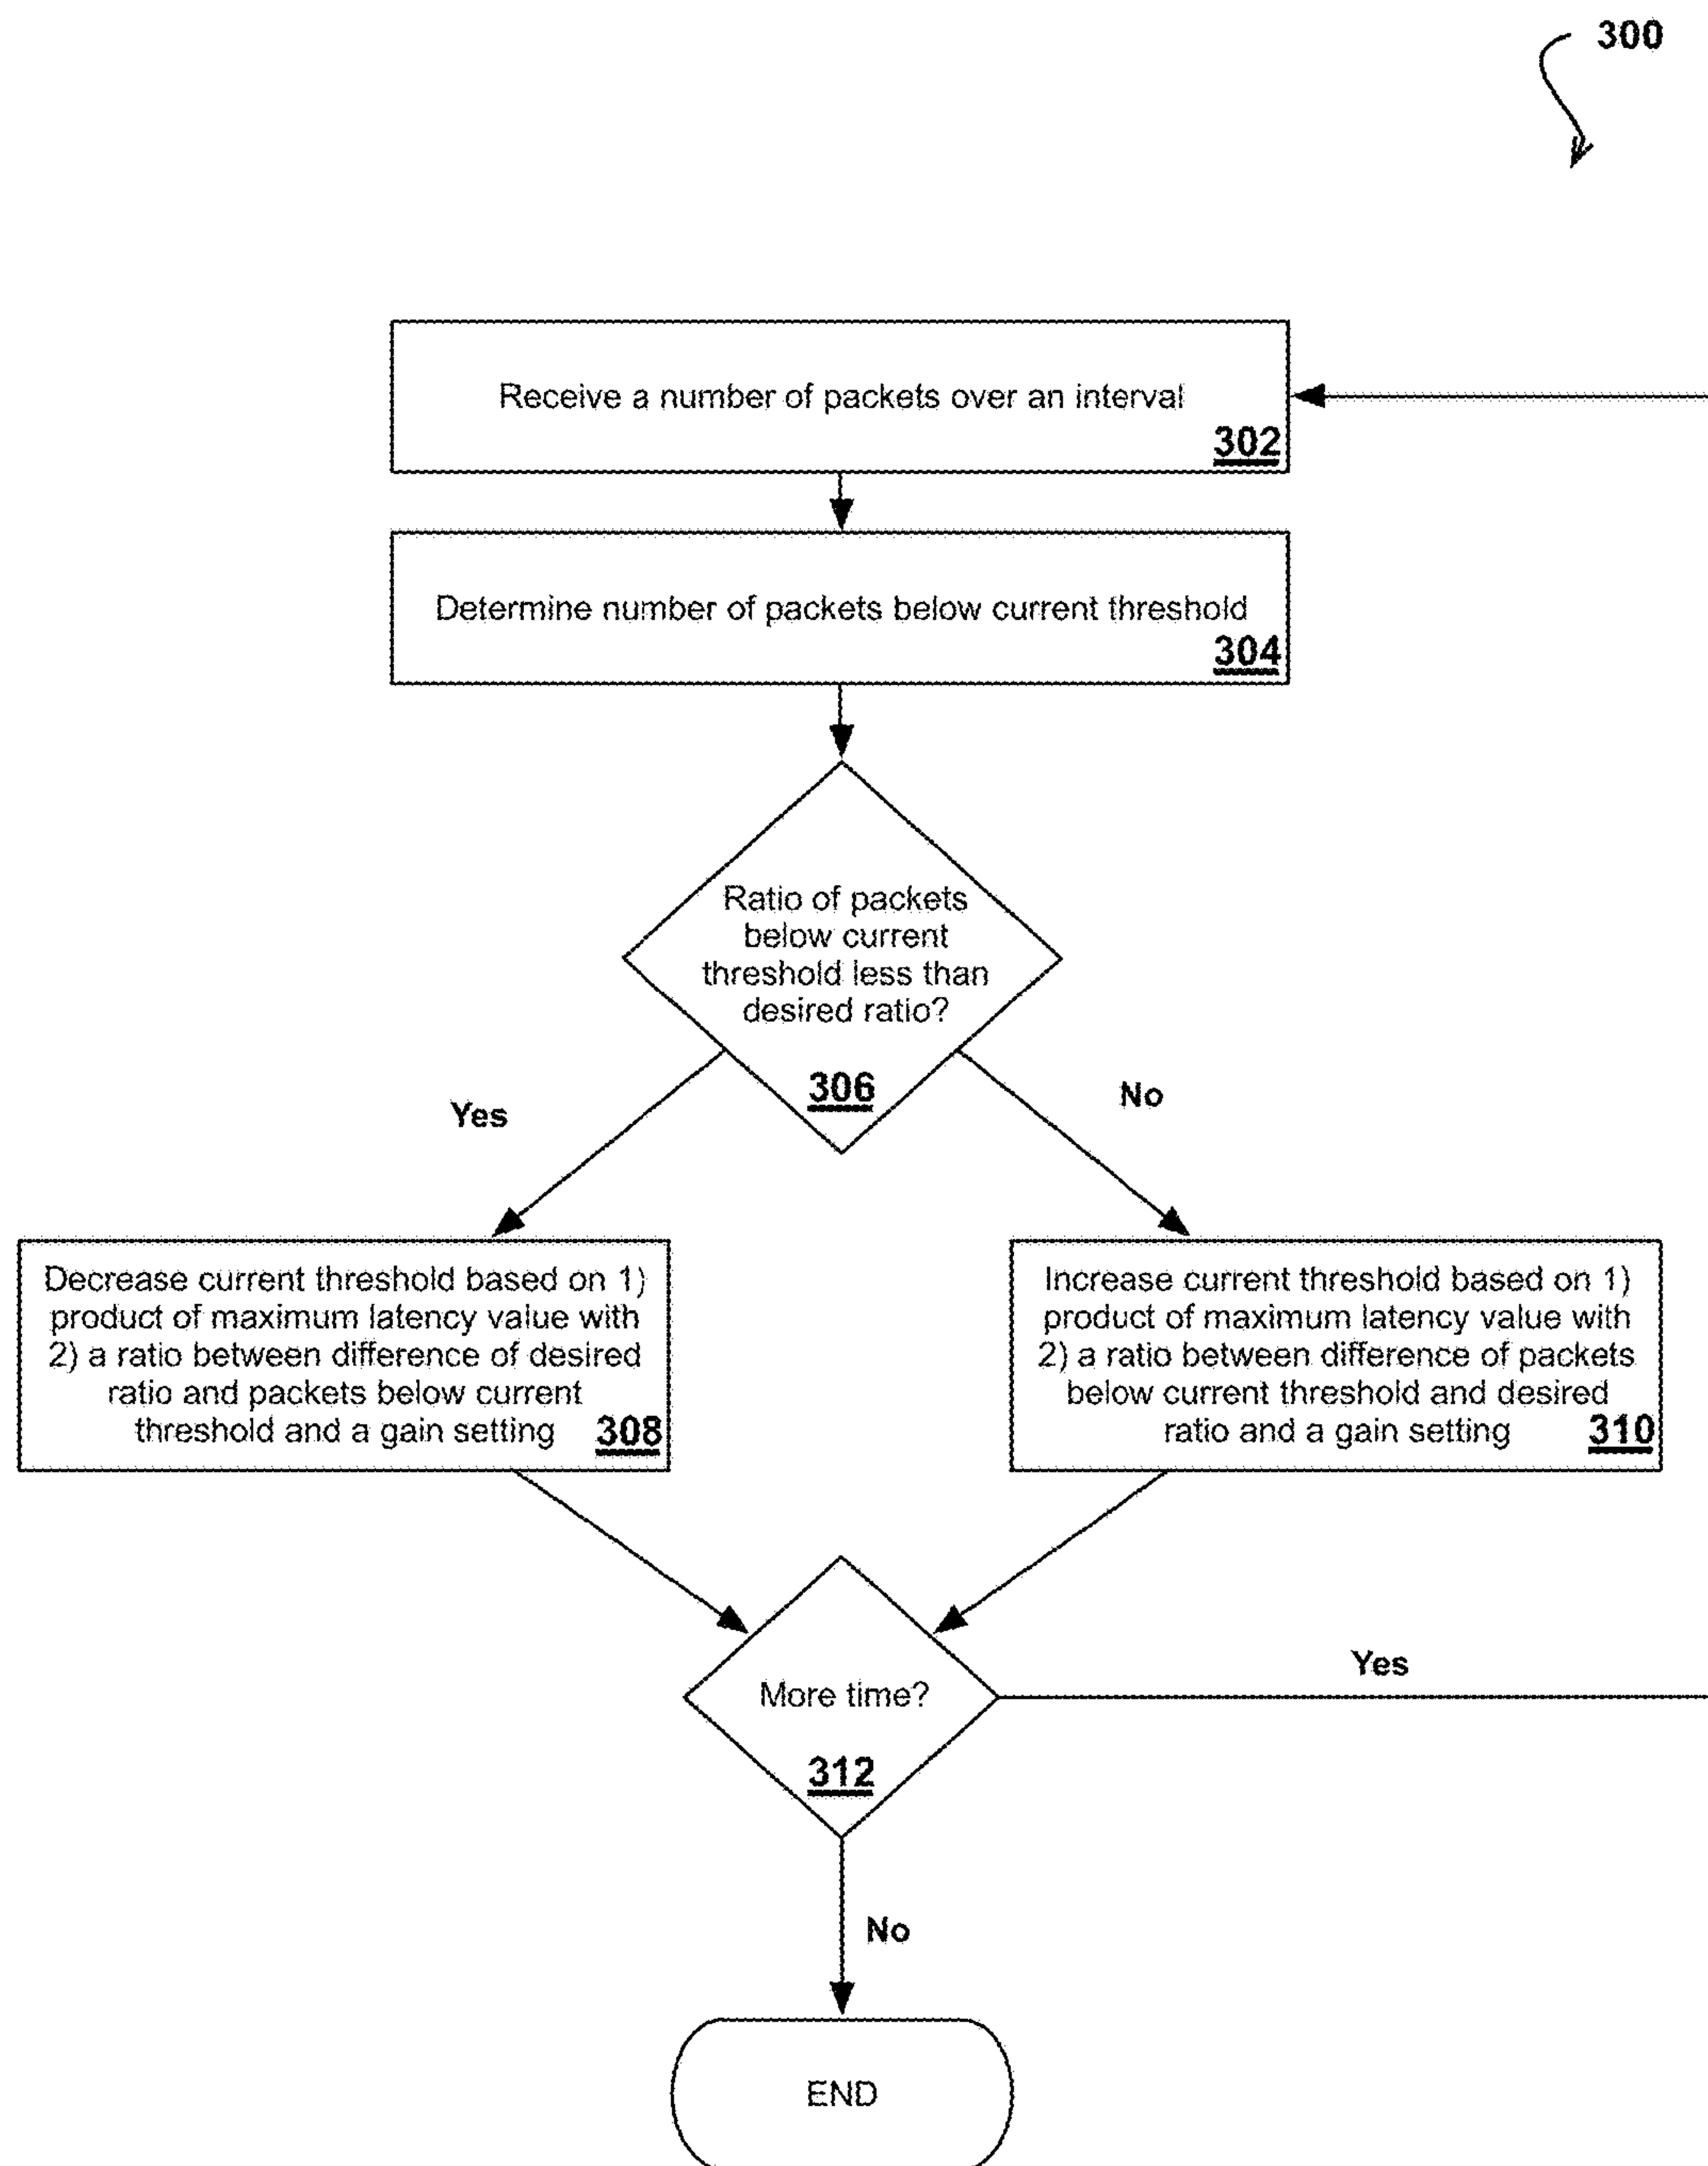 300
Receive a number of packets over an interval
302
Determine number of packets below current threshold
304
Ratio of packets
below current
threshold less than
desired ratio?
306
Yes
No
Decrease current threshold based on 1)
product of maximum latency value with
2) a ratio between difference of desired
ratio and packets below current
threshold and a gain setting
308
Increase current threshold based on 1)
product of maximum latency value with
2) a ratio between difference of packets
below current threshold and desired
ratio and a gain setting
310
More time?
312
Yes
No
END